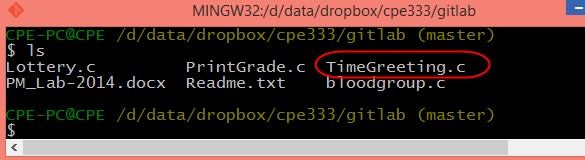 MINGW32:/d/data/dropbox/cpe333/gitlab
CPE-PC@CPE /d/data/dropbox/cpe333/gitlab (master)
$ ls
Lottery.c PrintGrade.c TimeGreeting.c
PM_Lab-2014.docx Readme.txt bloodgroup.c
CPE-PC@CPE /d/data/dropbox/cpe333/gitlab (master)
$